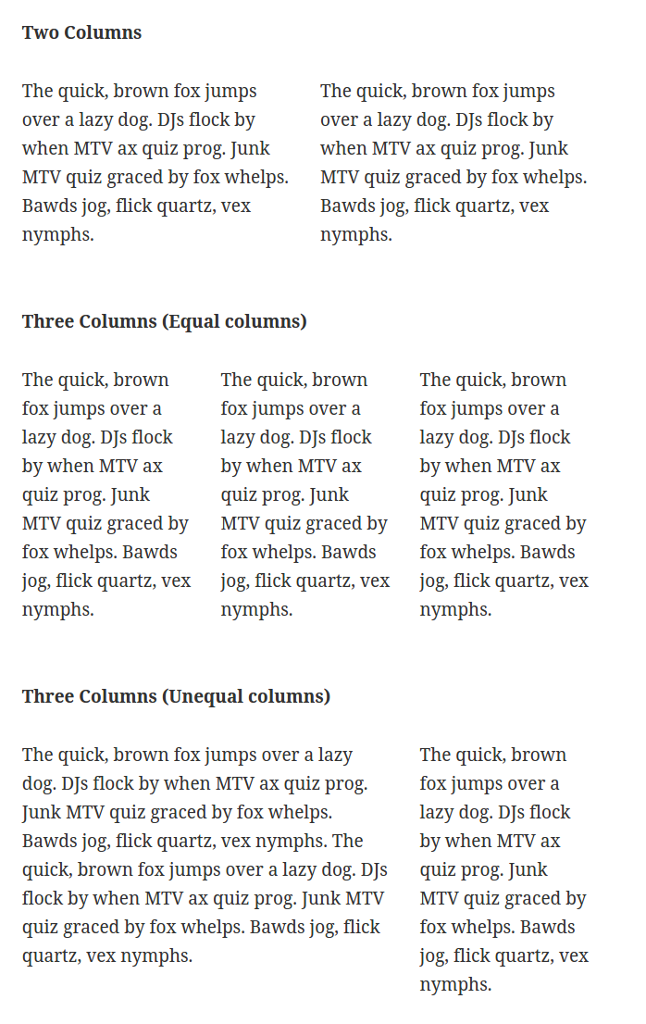 Two Columns
The quick, brown fox jumps
over a lazy dog. DJs flock by
when MTV ax quiz prog. Junk
MTV quiz graced by fox whelps.
Bawds jog, flick quartz, vex
nymphs.
The quick, brown fox jumps
over a lazy dog. DJs flock by
when MTV ax quiz prog. Junk
MTV quiz graced by fox whelps.
Bawds jog, flick quartz, vex
nymphs.
Three Columns (Equal columns)
The quick, brown
fox jumps over a
lazy dog. DJs flock
by when MTV ax
quiz prog. Junk
MTV quiz graced by
fox whelps. Bawds
jog, flick quartz, vex
nymphs.
The quick, brown
fox jumps over a
lazy dog. DJs flock
by when MTV ax
quiz prog. Junk
MTV quiz graced by
fox whelps. Bawds
jog, flick quartz, vex
nymphs.
The quick, brown
fox jumps over a
lazy dog. DJs flock
by when MTV ax
quiz prog. Junk
MTV quiz graced by
fox whelps. Bawds
jog, flick quartz, vex
nymphs.
Three Columns (Unequal columns)
The quick, brown fox jumps over a lazy
dog. DJs flock by when MTV ax quiz prog.
Junk MTV quiz graced by fox whelps.
Bawds jog, flick quartz, vex nymphs. The
quick, brown fox jumps over a lazy dog. DJs
flock by when MTV ax quiz prog. Junk MTV
quiz graced by fox whelps. Bawds jog, flick
quartz, vex nymphs.
The quick, brown
fox jumps over a
lazy dog. DJs flock
by when MTV ax
quiz prog. Junk
MTV quiz graced by
fox whelps. Bawds
jog, flick quartz, vex
nymphs.